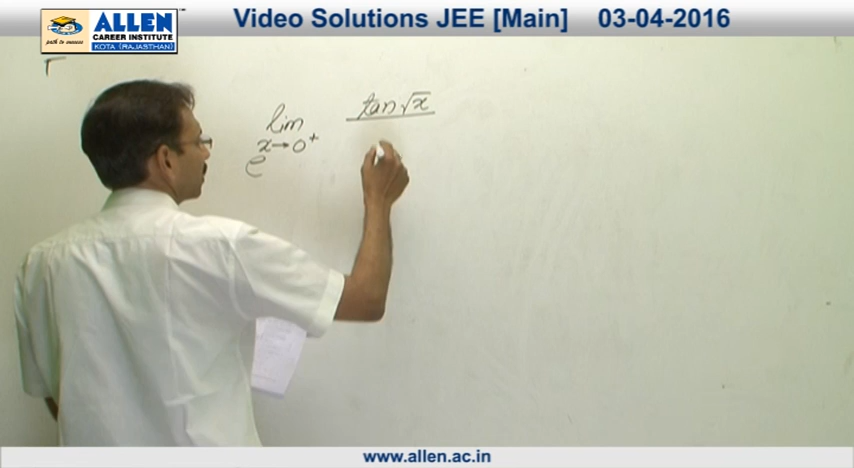 Video Solutions JEE [Main] 03-04-2016
ALLEN
CAREER INSTITUTE
KOTA (RAJASTHAN)
path to success
lim tan √x
x→0⁺
e
www.allen.ac.in